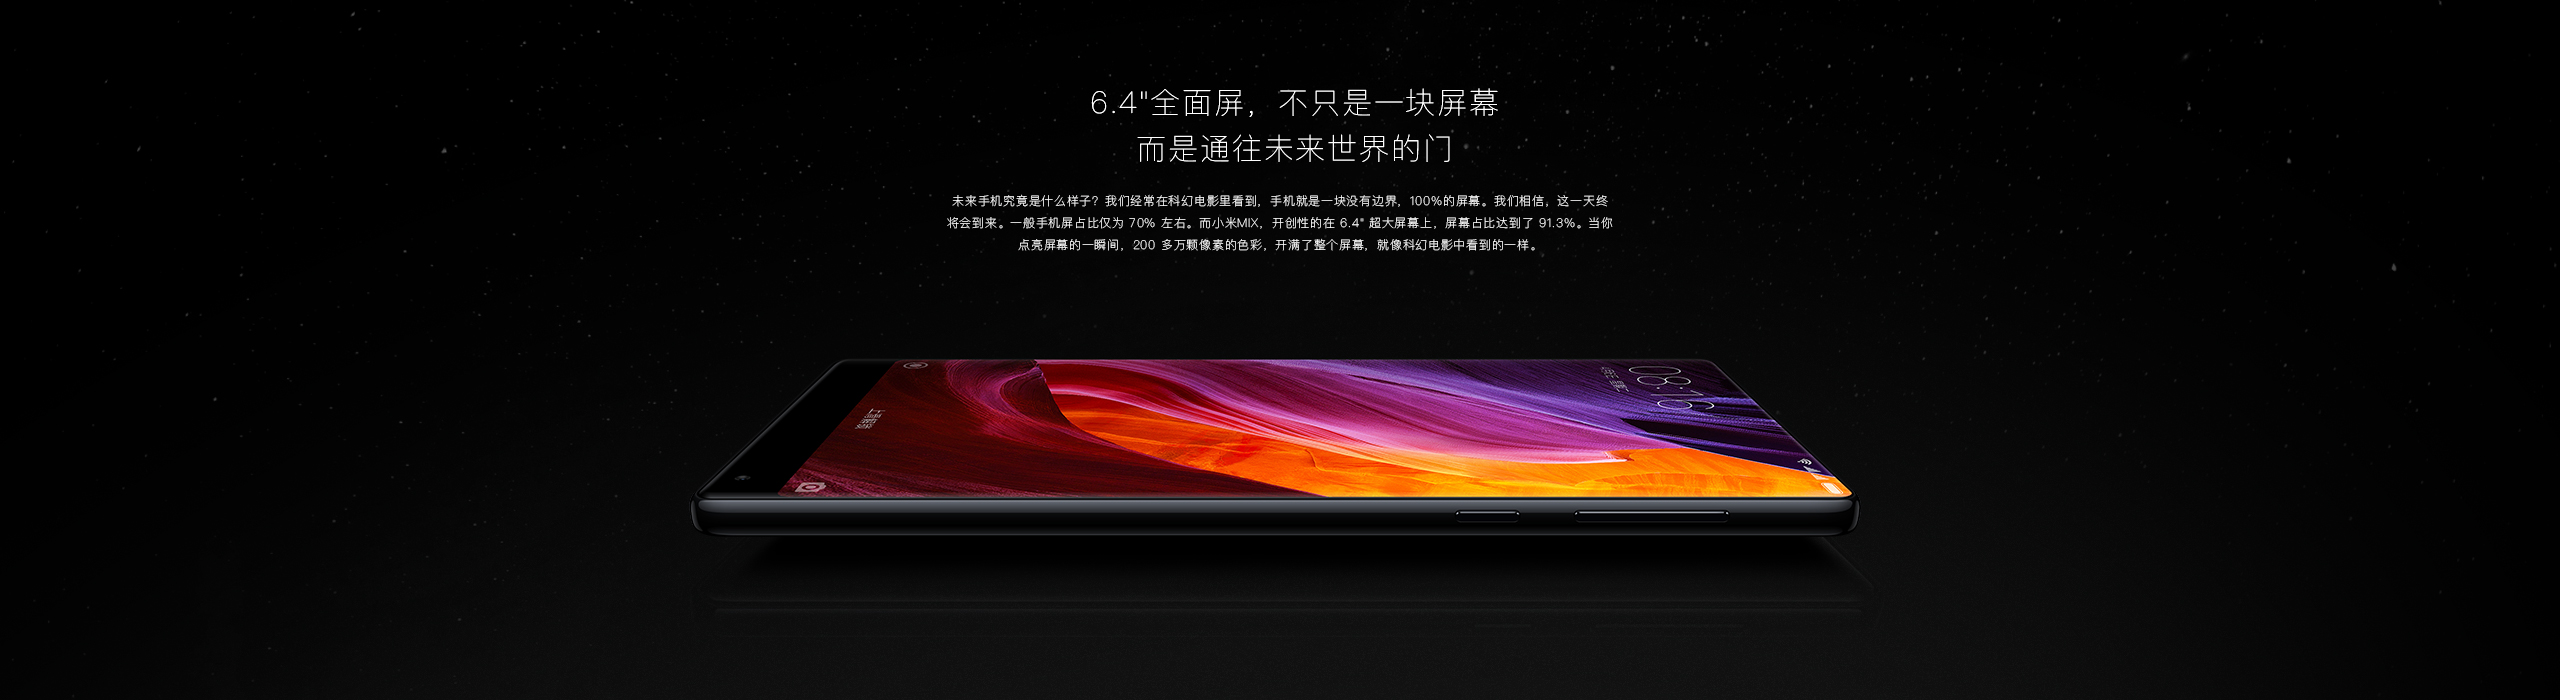 6.4"全面屏，不只是一块屏幕
而是通往未来世界的门
未来手机究竟是什么样子？我们经常在科幻电影里看到，手机就是一块没有边界，100%的屏幕。我们相信，这一天终
将会到来。一般手机屏占比仅为 70% 左右。而小米MIX，开创性的在 6.4" 超大屏幕上，屏幕占比达到了 91.3%。当你
点亮屏幕的一瞬间，200 多万颗像素的色彩，开满了整个屏幕，就像科幻电影中看到的一样。
08:16